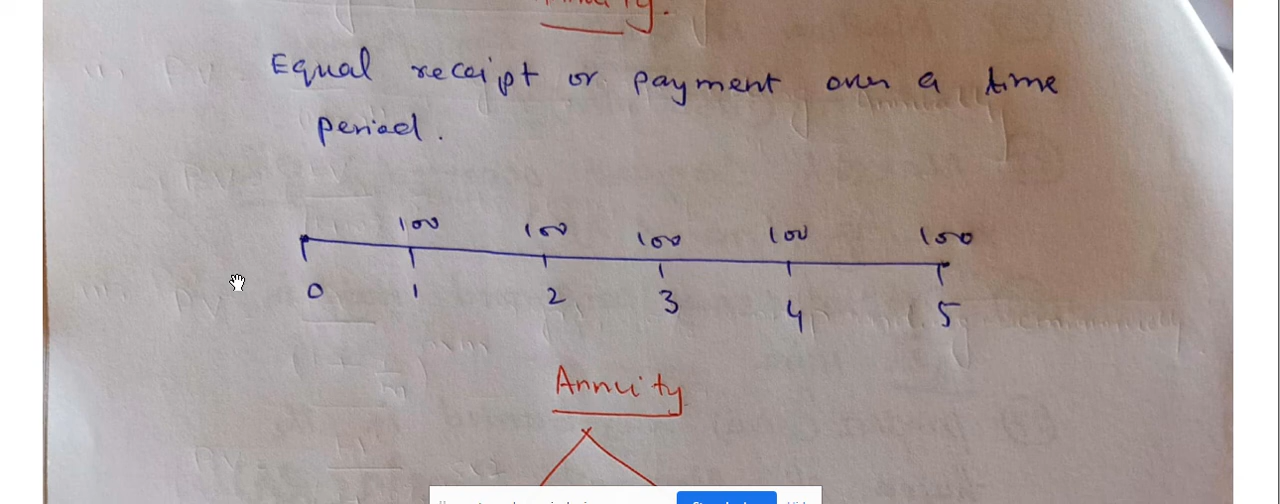 Equal receipt or payment over a time
period.
100 100 100 100 100
0 1 2 3 4 5
Annuity